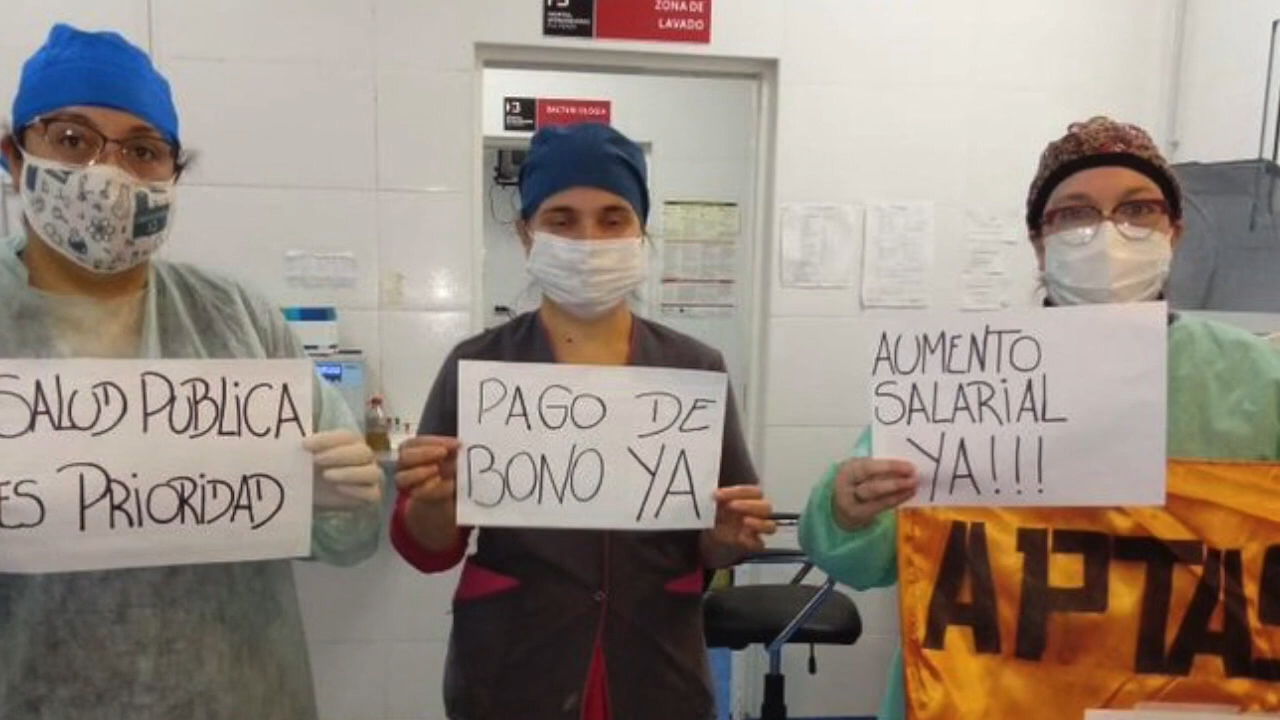 ZONA DE
LAVADO
BACTERIOLOGIA
SALUD PUBLICA
ES PRIORIDAD
PAGO DE
BONO YA
AUMENTO
SALARIAL
YA!!!
APTAS